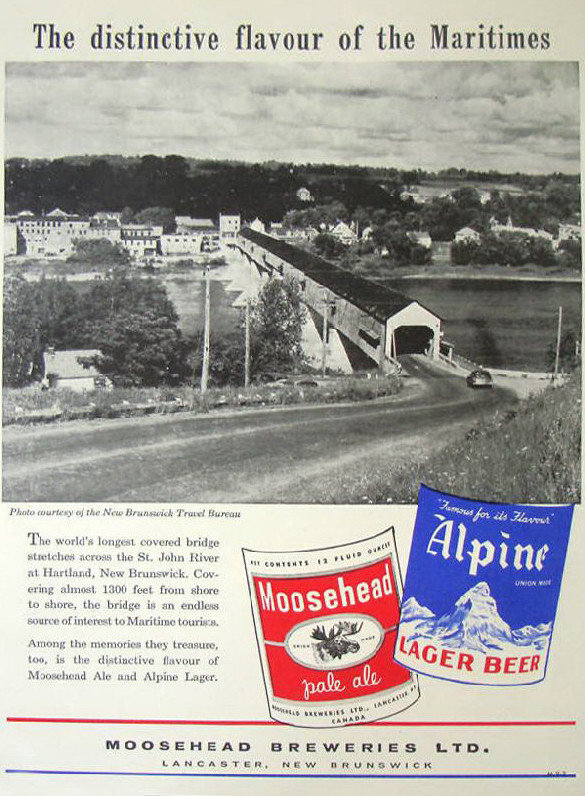 The distinctive flavour of the Maritimes
Photo courtesy of the New Brunswick Travel Bureau
The world's longest covered bridge
stretches across the St. John River
at Hartland, New Brunswick. Cov-
ering almost 1300 feet from shore
to shore, the bridge is an endless
source of interest to Maritime tourists.
Among the memories they treasure,
too, is the distinctive flavour of
Moosehead Ale and Alpine Lager.
CONTENTS 12 FLUID OUNCES
Moosehead
TRADE MARK
pale ale
MOOSEHEAD BREWERIES LTD., LANCASTER
CANADA
"Famous for its Flavour"
Alpine
UNION MADE
LAGER BEER
MOOSEHEAD BREWERIES LTD.
LANCASTER, NEW BRUNSWICK